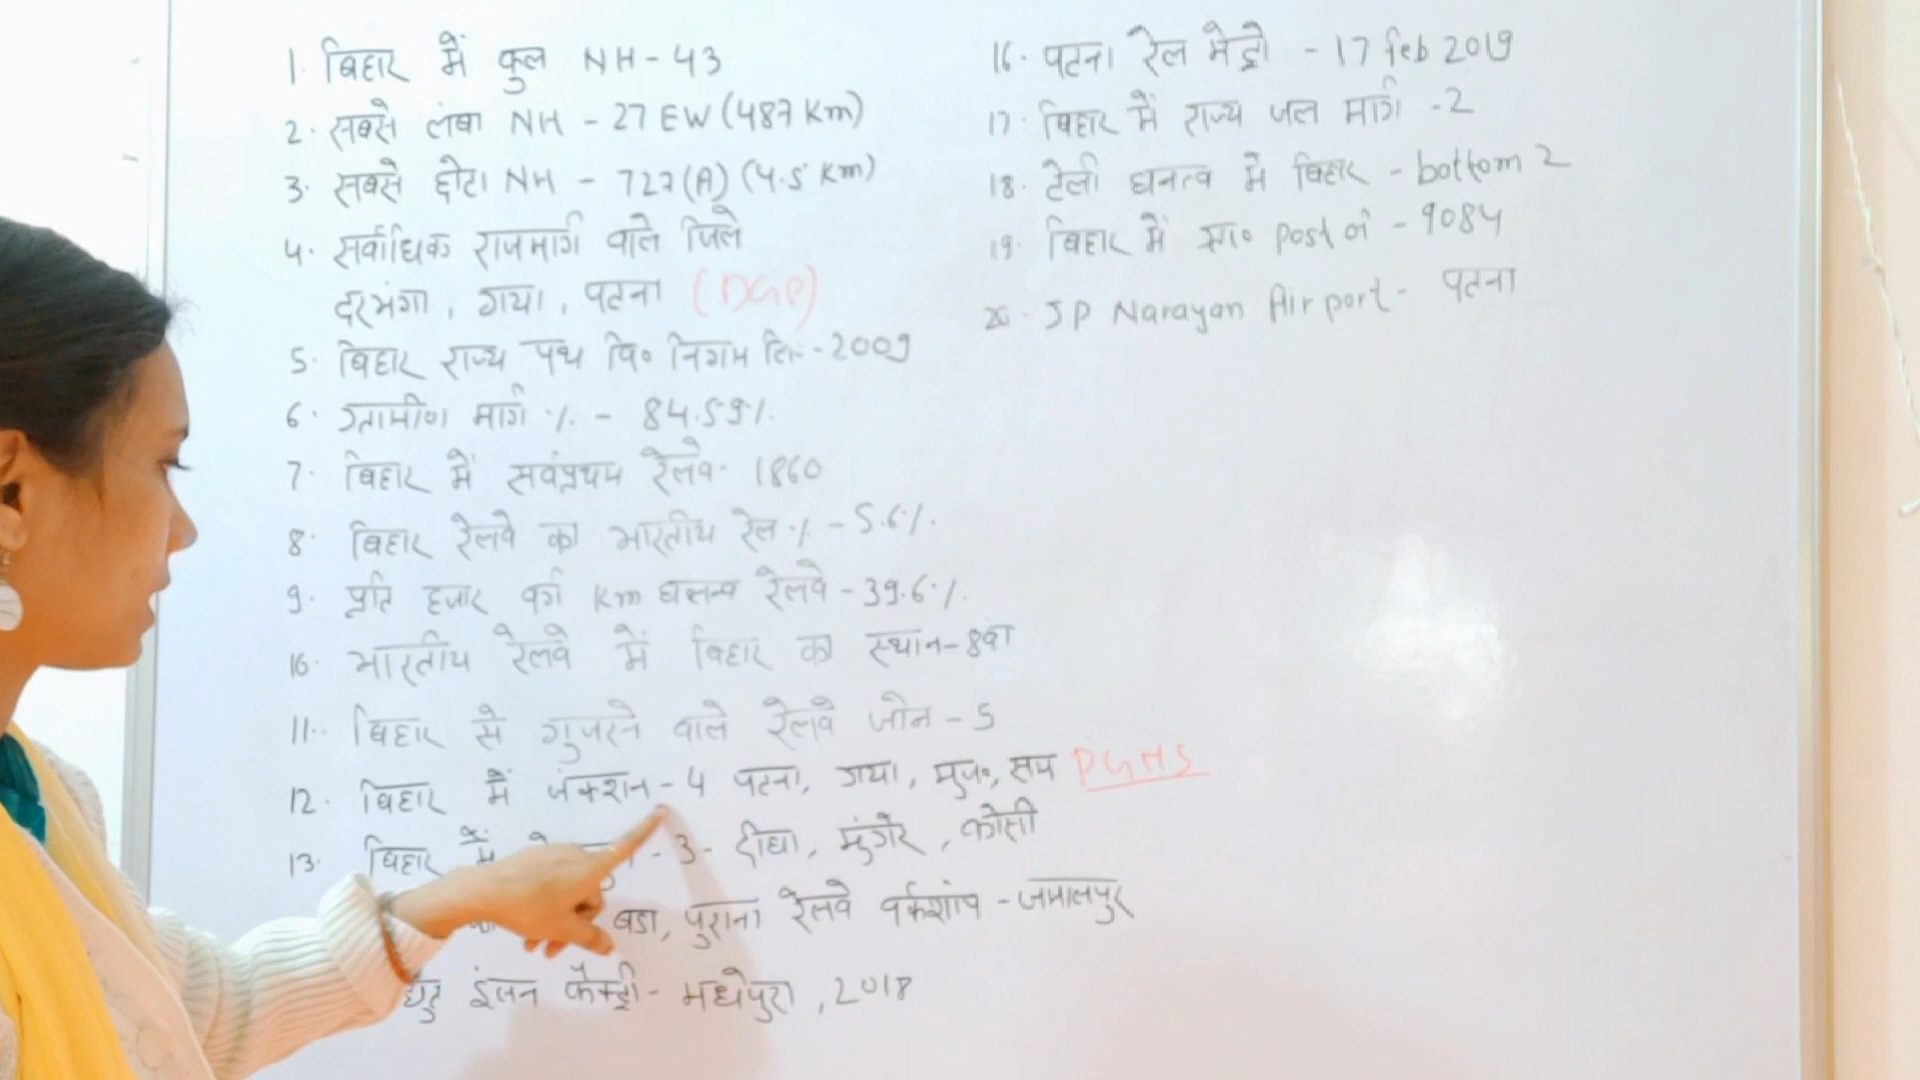 1. बिहार में कुल NH - 43
2. सबसे लंबा NH - 27 EW (487 Km)
3. सबसे छोटा NH - 727(A) (4.5 Km)
4. सर्वाधिक राजमार्ग वाले जिले
दरभंगा, गया, पटना (DGP)
5. बिहार राज्य पथ वि० निगम लि. - 2009
6. ग्रामीण मार्ग % - 84.59%
7. बिहार में सर्वप्रथम रेलवे - 1860
8. बिहार रेलवे का भारतीय रेल % - 5.6%
9. प्रति हजार वर्ग Km घनत्व रेलवे - 39.6%
10. भारतीय रेलवे में बिहार का स्थान - 8वां
11. बिहार से गुजरने वाले रेलवे जोन - 5
12. बिहार में जंक्शन - 4 पटना, गया, मुज०, सम PGMS
13. बिहार में - 3 - दीघा, मुंगेर, कोसी
बडा, पुराना रेलवे वर्कशॉप - जमालपुर
इंजन फैक्ट्री - मधेपुरा, 2018
16. पटना रेल मेट्रो - 17 feb 2019
17. बिहार में राज्य जल मार्ग - 2
18. टेली घनत्व में बिहार - bottom 2
19. बिहार में Post of - 9084
20. JP Narayan Airport - पटना